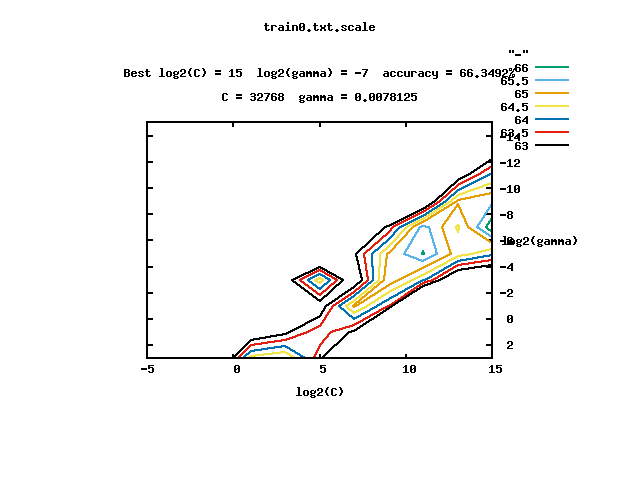 train0.txt.scale
"_"
Best log2(C) = 15  log2(gamma) = -7  accuracy = 66.3492%
66
65.5
65
64.5
64
63.5
63
C = 32768  gamma = 0.0078125
-14
-12
-10
-8
-6
-4
-2
0
2
log2(gamma)
-5 0 5 10 15
log2(C)